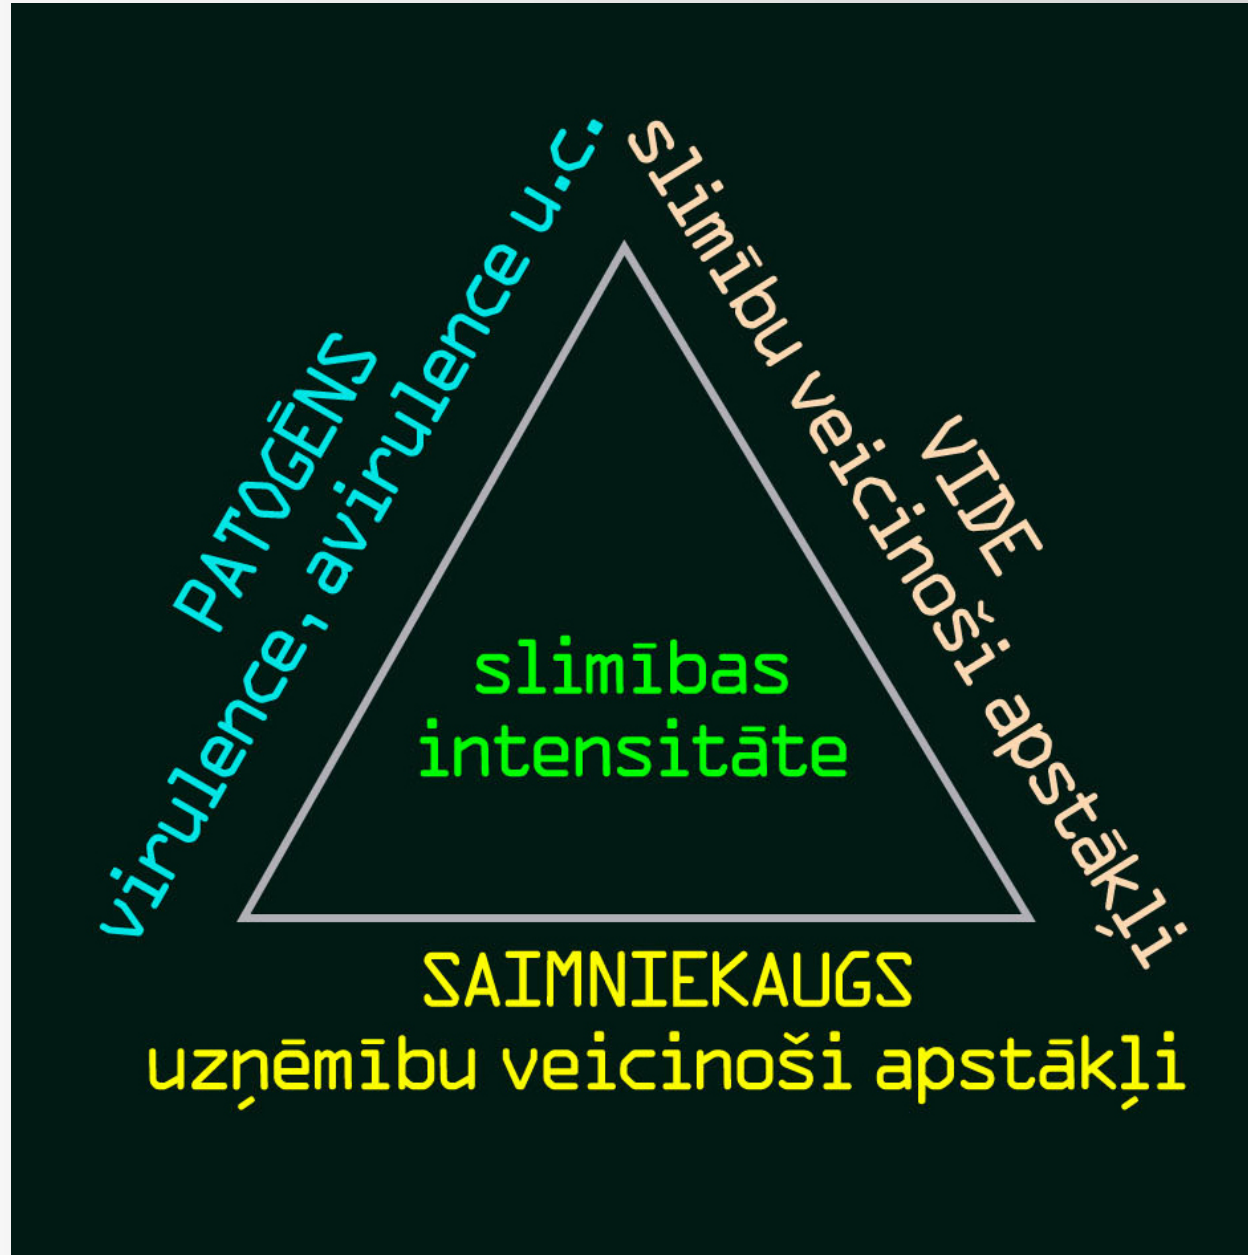 PATOGĒNS
virulence, avirulence u.c.
VIDE
slimību veicinoši apstākļi
slimības
intensitāte
SAIMNIEKAUGS
uzņēmību veicinoši apstākļi